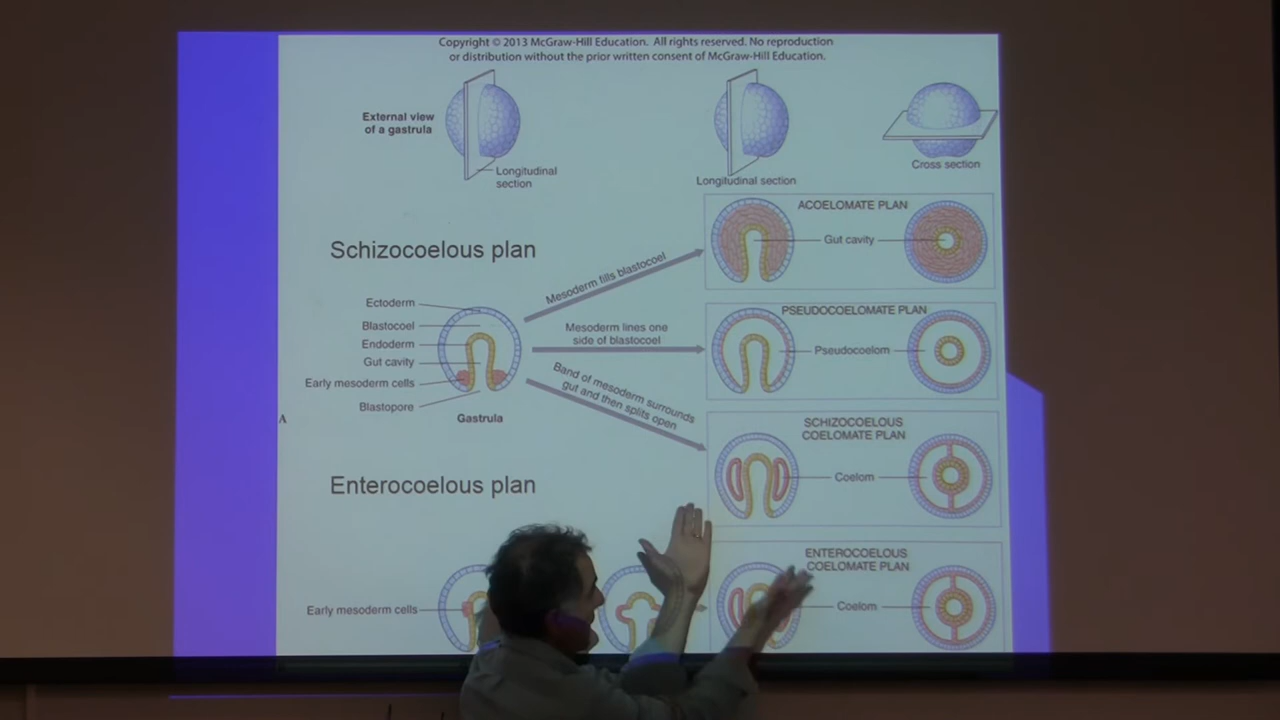 Copyright © 2013 McGraw-Hill Education. All rights reserved. No reproduction
or distribution without the prior written consent of McGraw-Hill Education.
External view
of a gastrula
Longitudinal
section
Longitudinal section
Cross section
ACOELOMATE PLAN
Gut cavity
Schizocoelous plan
Mesoderm fills blastocoel
Ectoderm
Blastocoel
Endoderm
Gut cavity
Early mesoderm cells
Blastopore
Gastrula
A
Mesoderm lines one
side of blastocoel
PSEUDOCOELOMATE PLAN
Pseudocoelom
Band of mesoderm surrounds
gut and then splits open
SCHIZOCOELOUS
COELOMATE PLAN
Coelom
Enterocoelous plan
Early mesoderm cells
ENTEROCOELOUS
COELOMATE PLAN
Coelom